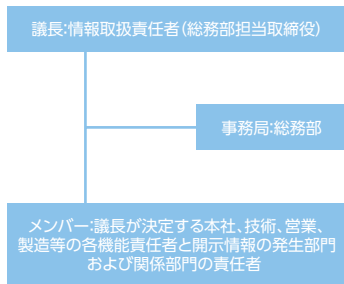 議長:情報取扱責任者(総務部担当取締役)
事務局:総務部
メンバー:議長が決定する本社、技術、営業、
製造等の各機能責任者と開示情報の発生部門
および関係部門の責任者